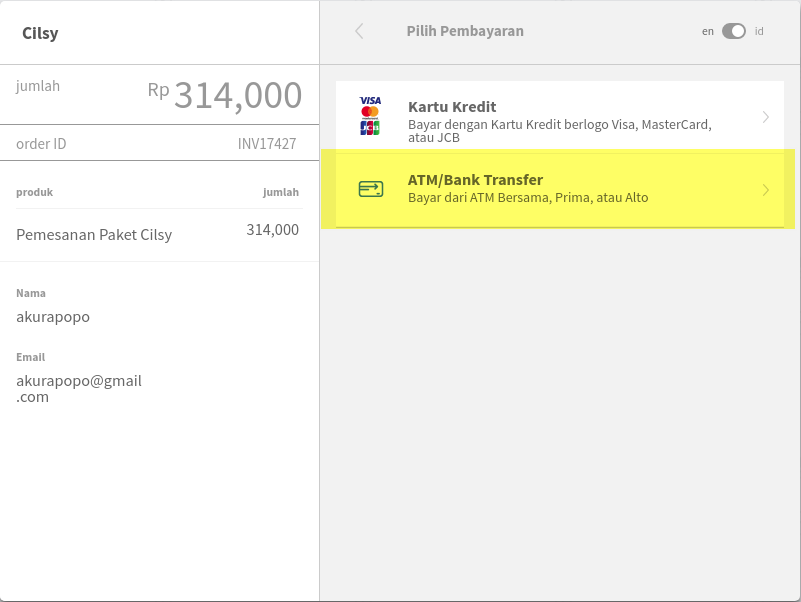 Cilsy
jumlah
Rp 314,000
order ID
INV17427
produk
jumlah
Pemesanan Paket Cilsy
314,000
Nama
akurapopo
Email
akurapopo@gmail
.com
Pilih Pembayaran
en
id
VISA
Kartu Kredit
Bayar dengan Kartu Kredit berlogo Visa, MasterCard,
atau JCB
JCB
ATM/Bank Transfer
Bayar dari ATM Bersama, Prima, atau Alto